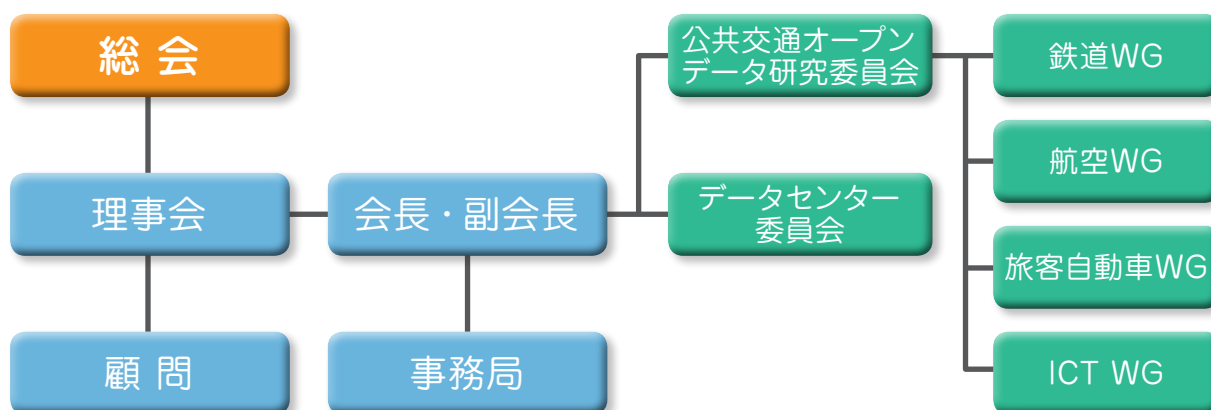 総 会
理事会
顧 問
会長・副会長
事務局
公共交通オープン
データ研究委員会
データセンター
委員会
鉄道WG
航空WG
旅客自動車WG
ICT WG